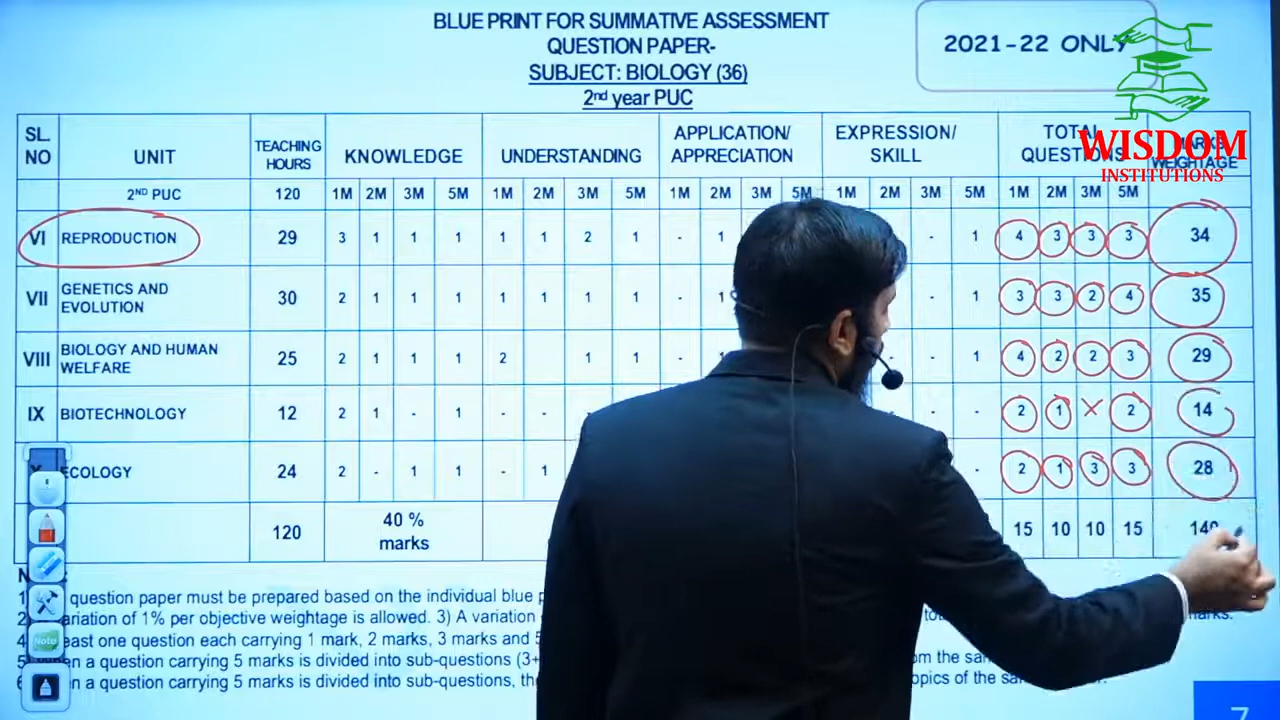 BLUE PRINT FOR SUMMATIVE ASSESSMENT
QUESTION PAPER-
SUBJECT: BIOLOGY (36)
2nd year PUC
2021-22 ONLY
WISDOM
INSTITUTIONS
SL. NO UNIT TEACHING HOURS KNOWLEDGE UNDERSTANDING APPLICATION/ APPRECIATION EXPRESSION/ SKILL TOTAL QUESTIONS WEIGHTAGE
2ND PUC 120 1M 2M 3M 5M 1M 2M 3M 5M 1M 2M 3M 5M 1M 2M 3M 5M 1M 2M 3M 5M
VI REPRODUCTION 29 3 1 1 1 1 1 2 1 - 1 - 1 4 3 3 3 34
VII GENETICS AND EVOLUTION 30 2 1 1 1 1 1 1 1 - 1 - 1 3 3 2 4 35
VIII BIOLOGY AND HUMAN WELFARE 25 2 1 1 1 2 1 1 - - - 1 4 2 2 3 29
IX BIOTECHNOLOGY 12 2 1 - 1 - - - - 2 1 2 14
ECOLOGY 24 2 - 1 1 - 1 - 2 1 3 3 28
120 40 % marks 15 10 10 15 140
question paper must be prepared based on the individual blue
ariation of 1% per objective weightage is allowed. 3) A variation marks.
east one question each carrying 1 mark, 2 marks, 3 marks and 5
n a question carrying 5 marks is divided into sub-questions (3+ om the
n a question carrying 5 marks is divided into sub-questions, opics of the
7